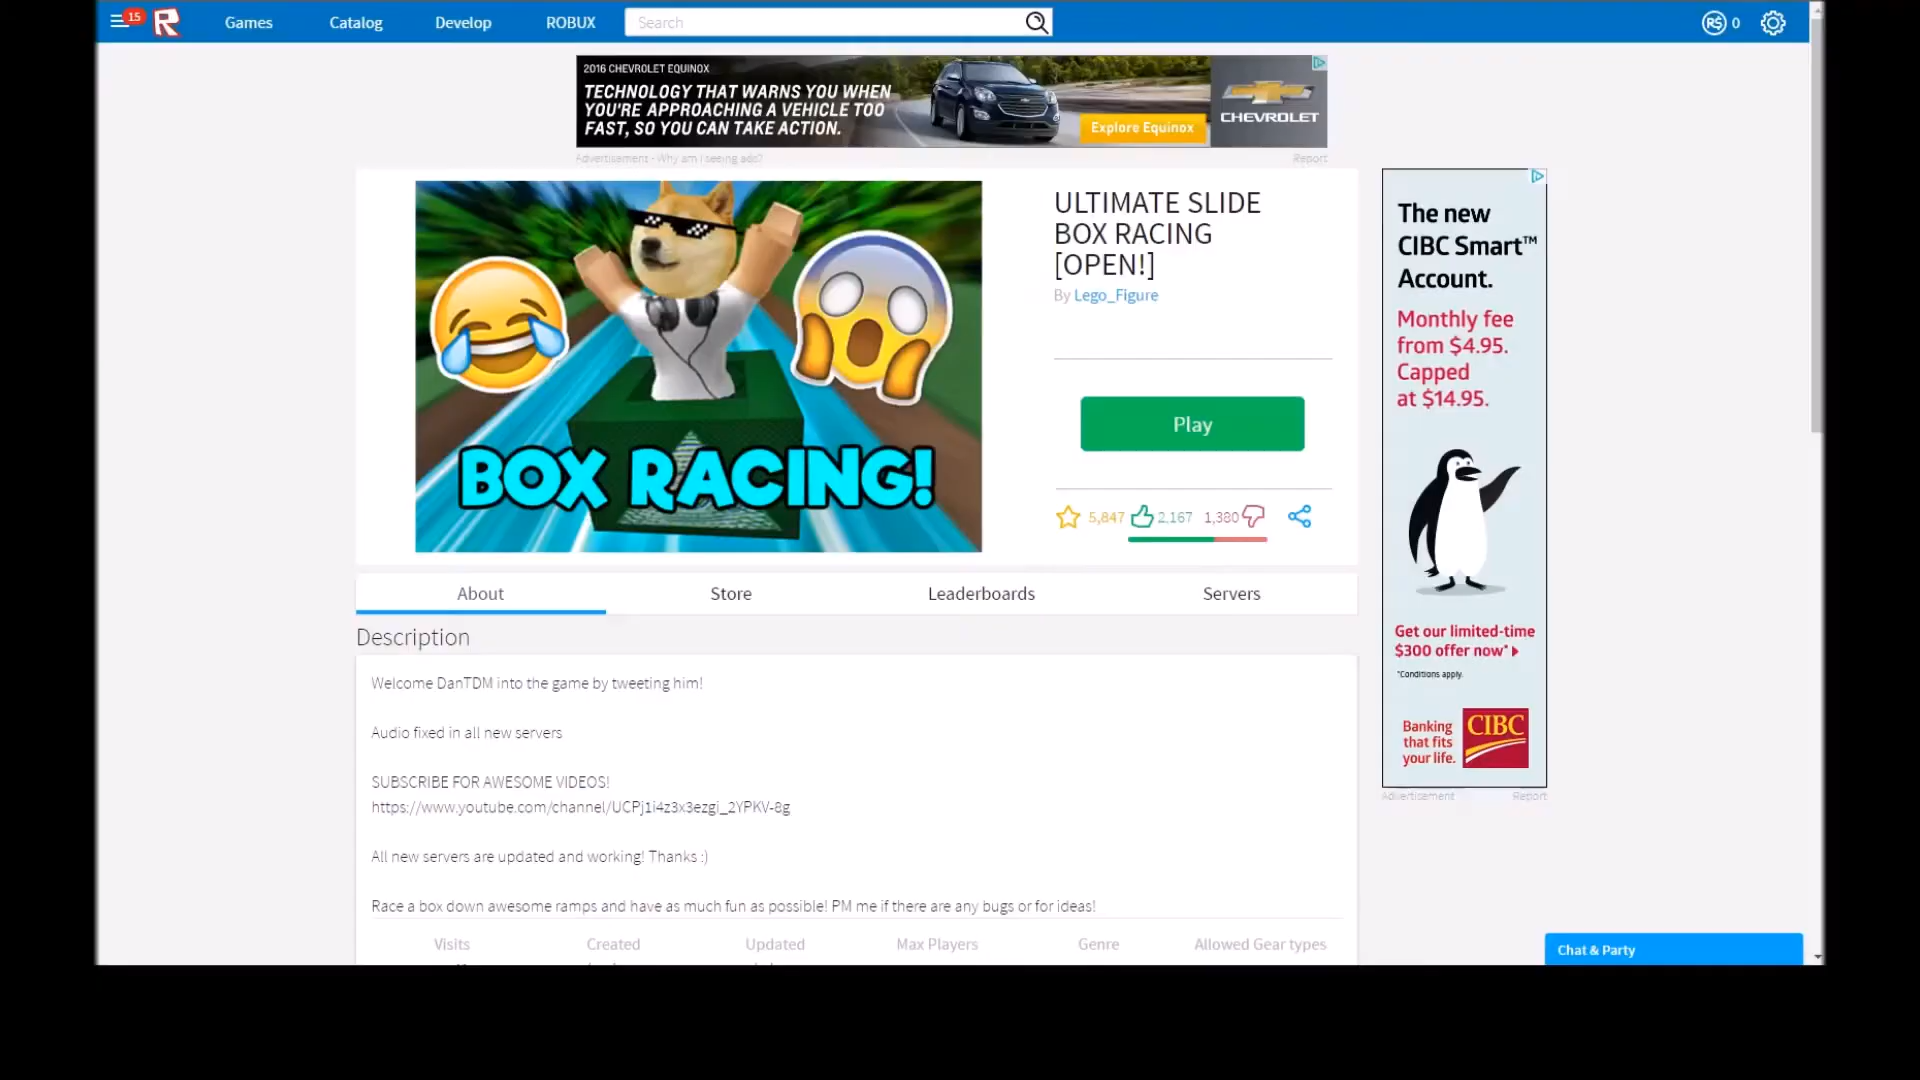 15
Games
Catalog
Develop
ROBUX
Search
R$ 0
2016 CHEVROLET EQUINOX
TECHNOLOGY THAT WARNS YOU WHEN
YOU'RE APPROACHING A VEHICLE TOO
FAST, SO YOU CAN TAKE ACTION.
Explore Equinox
CHEVROLET
Advertisement - Why am I seeing ads?
Report
BOX RACING!
ULTIMATE SLIDE
BOX RACING
[OPEN!]
By Lego_Figure
Play
5,847
2,167
1,380
The new
CIBC Smart™
Account.
Monthly fee
from $4.95.
Capped
at $14.95.
Get our limited-time
$300 offer now*
*Conditions apply.
Banking
that fits
your life.
CIBC
Advertisement
Report
About
Store
Leaderboards
Servers
Description
Welcome DanTDM into the game by tweeting him!
Audio fixed in all new servers
SUBSCRIBE FOR AWESOME VIDEOS!
https://www.youtube.com/channel/UCPj1i4z3x3ezgi_2YPKV-8g
All new servers are updated and working! Thanks :)
Race a box down awesome ramps and have as much fun as possible! PM me if there are any bugs or for ideas!
Visits
Created
Updated
Max Players
Genre
Allowed Gear types
Chat & Party